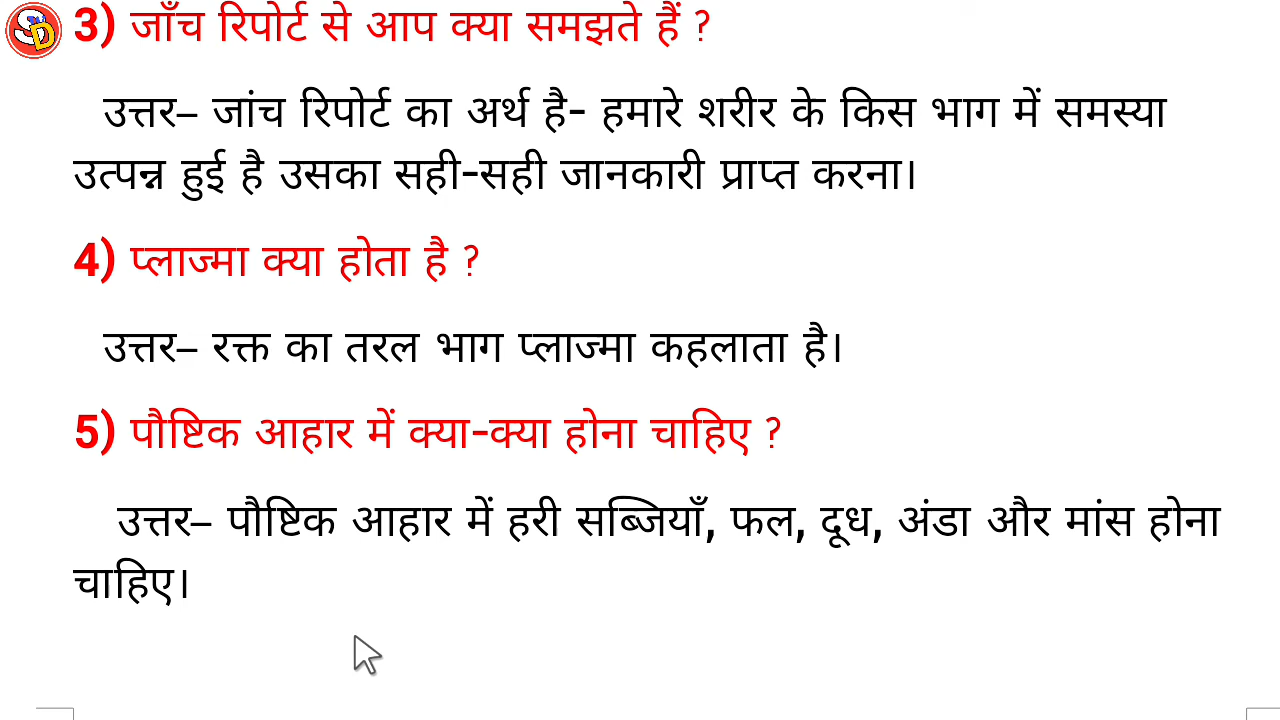 SD
3) जाँच रिपोर्ट से आप क्या समझते हैं ?
उत्तर– जांच रिपोर्ट का अर्थ है- हमारे शरीर के किस भाग में समस्या
उत्पन्न हुई है उसका सही-सही जानकारी प्राप्त करना।
4) प्लाज्मा क्या होता है ?
उत्तर– रक्त का तरल भाग प्लाज्मा कहलाता है।
5) पौष्टिक आहार में क्या-क्या होना चाहिए ?
उत्तर– पौष्टिक आहार में हरी सब्जियाँ, फल, दूध, अंडा और मांस होना
चाहिए।